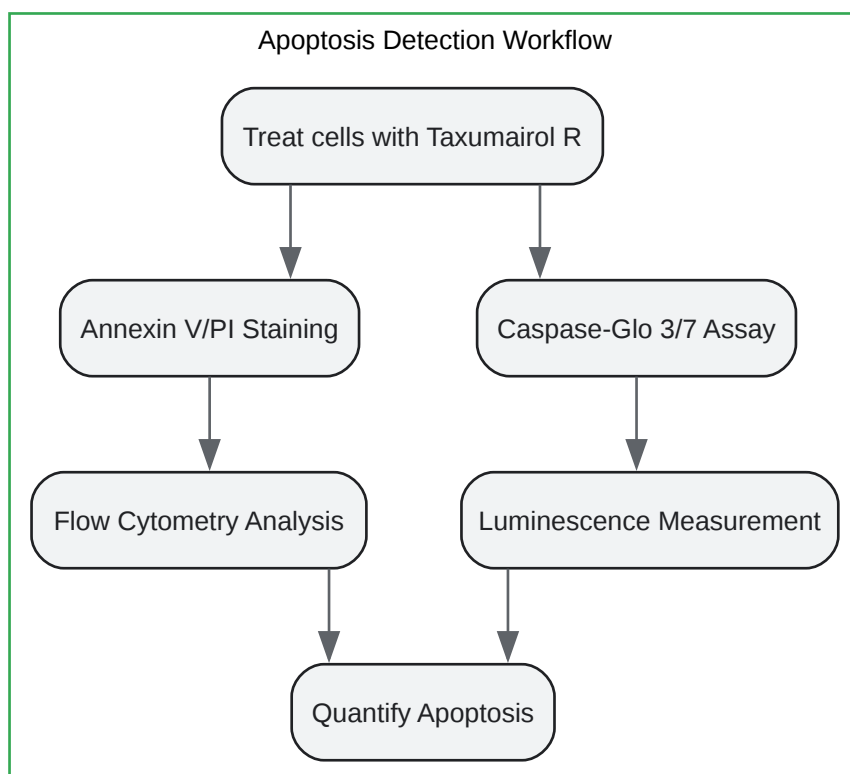 Apoptosis Detection Workflow
Treat cells with Taxumairol R
Annexin V/PI Staining
Caspase-Glo 3/7 Assay
Flow Cytometry Analysis
Luminescence Measurement
Quantify Apoptosis